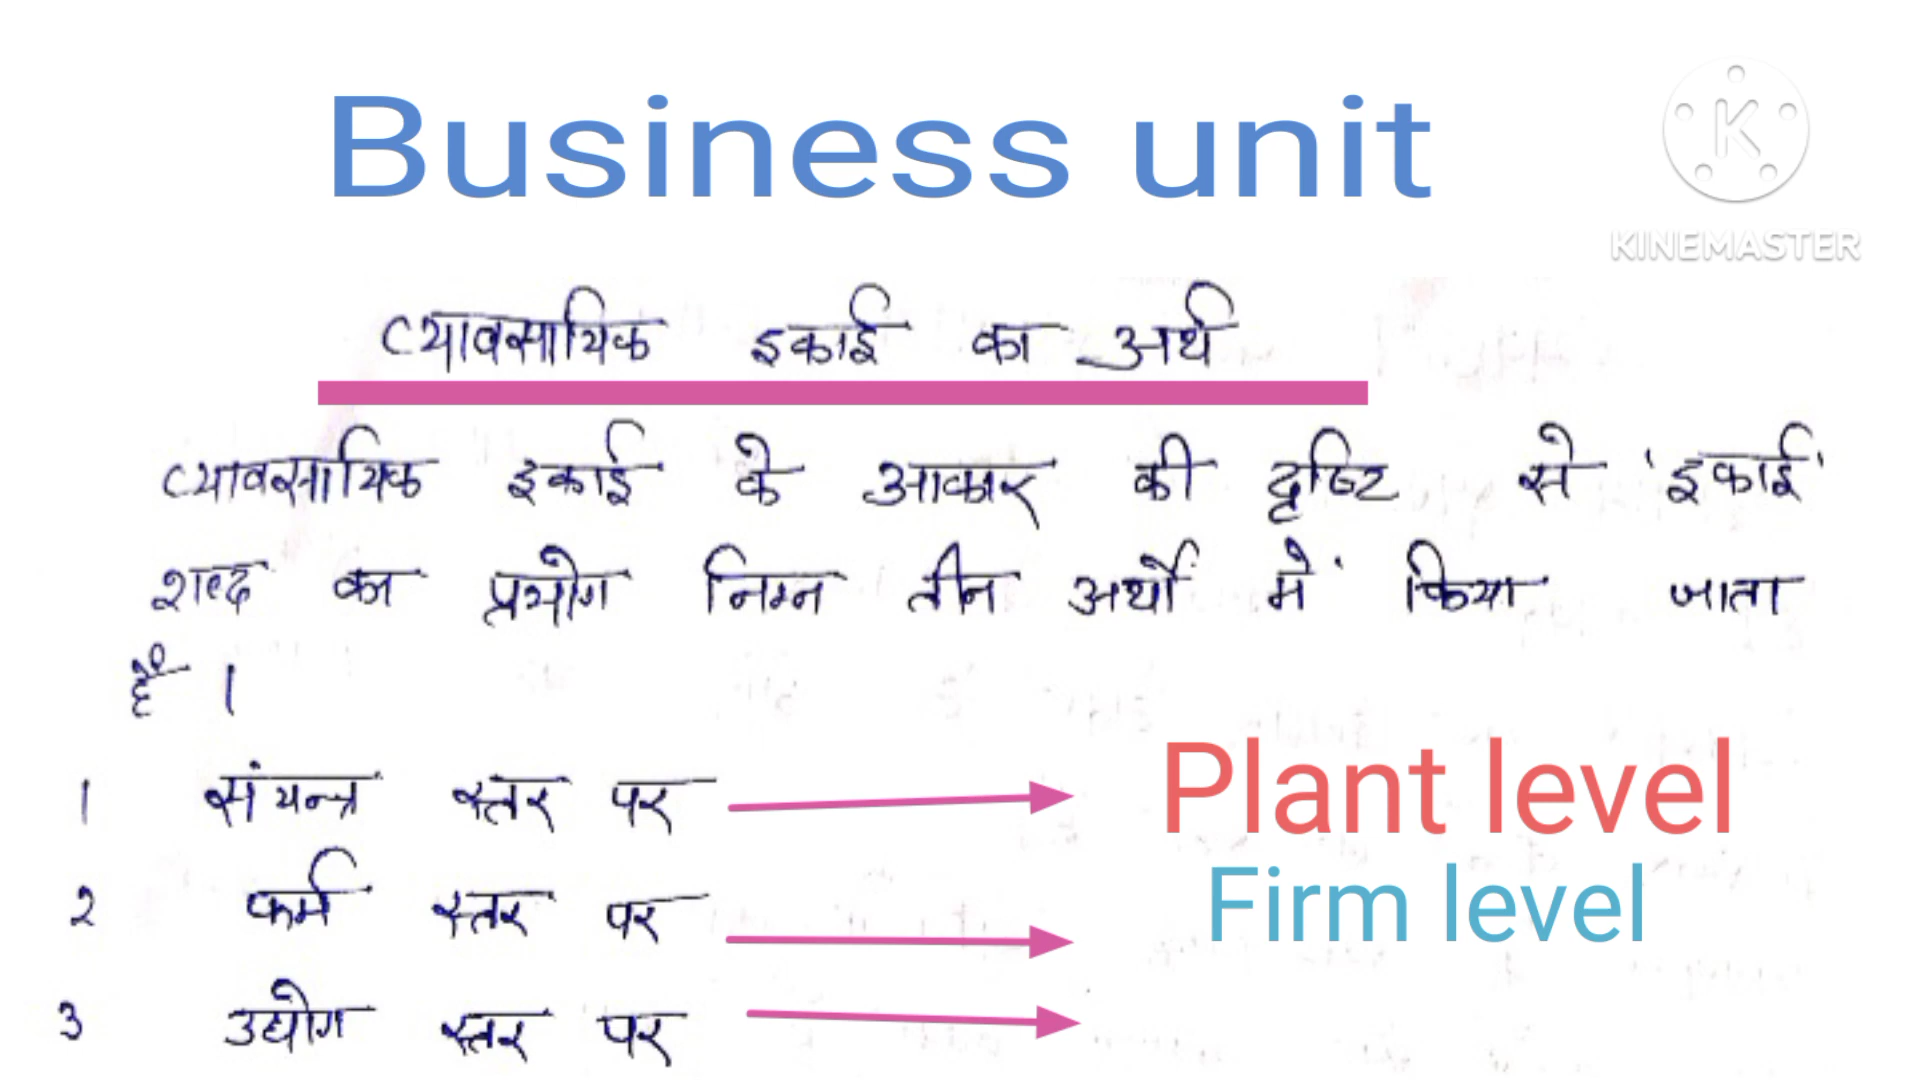 Business unit
K
KINEMASTER
व्यावसायिक इकाई का अर्थ
व्यावसायिक इकाई के आकार की दृष्टि से 'इकाई'
शब्द का प्रयोग निम्न तीन अर्थों में किया जाता
है ।
1 संयन्त्र स्तर पर → Plant level
2 फर्म स्तर पर → Firm level
3 उद्योग स्तर पर →